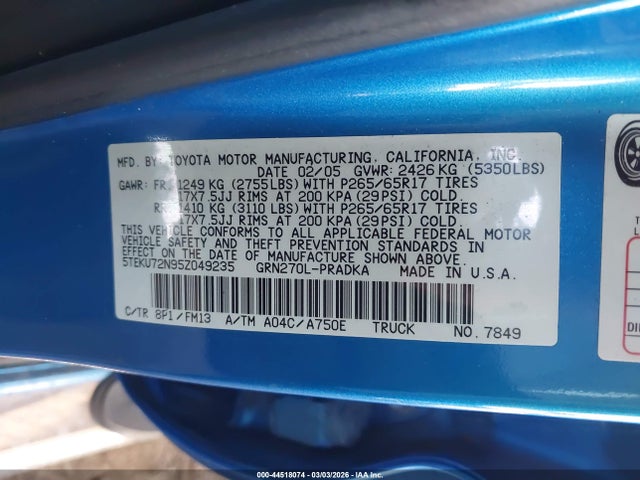 MFD. BY: TOYOTA MOTOR MANUFACTURING, CALIFORNIA, INC.
DATE 02/05 GVWR: 2426 KG (5350LBS)
GAWR: FR: 1249 KG (2755LBS) WITH P265/65R17 TIRES
17X7.5JJ RIMS AT 200 KPA (29PSI) COLD.
RR: 1410 KG (3110 LBS) WITH P265/65R17 TIRES
17X7.5JJ RIMS AT 200 KPA (29PSI) COLD.
THIS VEHICLE CONFORMS TO ALL APPLICABLE FEDERAL MOTOR
VEHICLE SAFETY AND THEFT PREVENTION STANDARDS IN
EFFECT ON THE DATE OF MANUFACTURE SHOWN ABOVE.
5TEKU72N95Z049235 GRN270L-PRADKA MADE IN U.S.A.
C/TR 8P1/FM13 A/TM A04C/A750E TRUCK NO. 7849
000-44518074 | 03/03/2026 | IAA Inc.